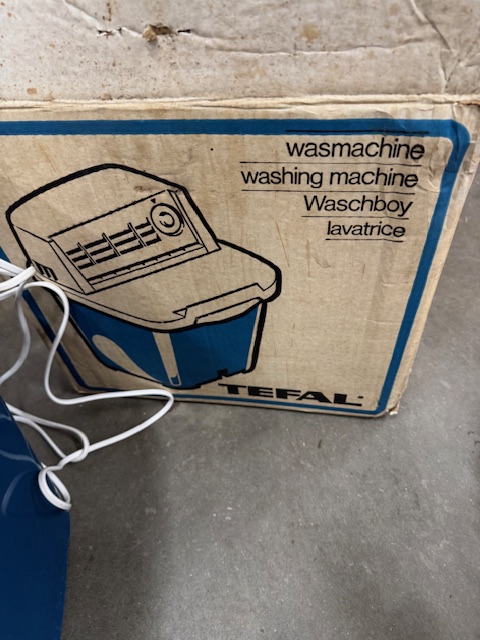 wasmachine
washing machine
Waschboy
lavatrice
TEFAL